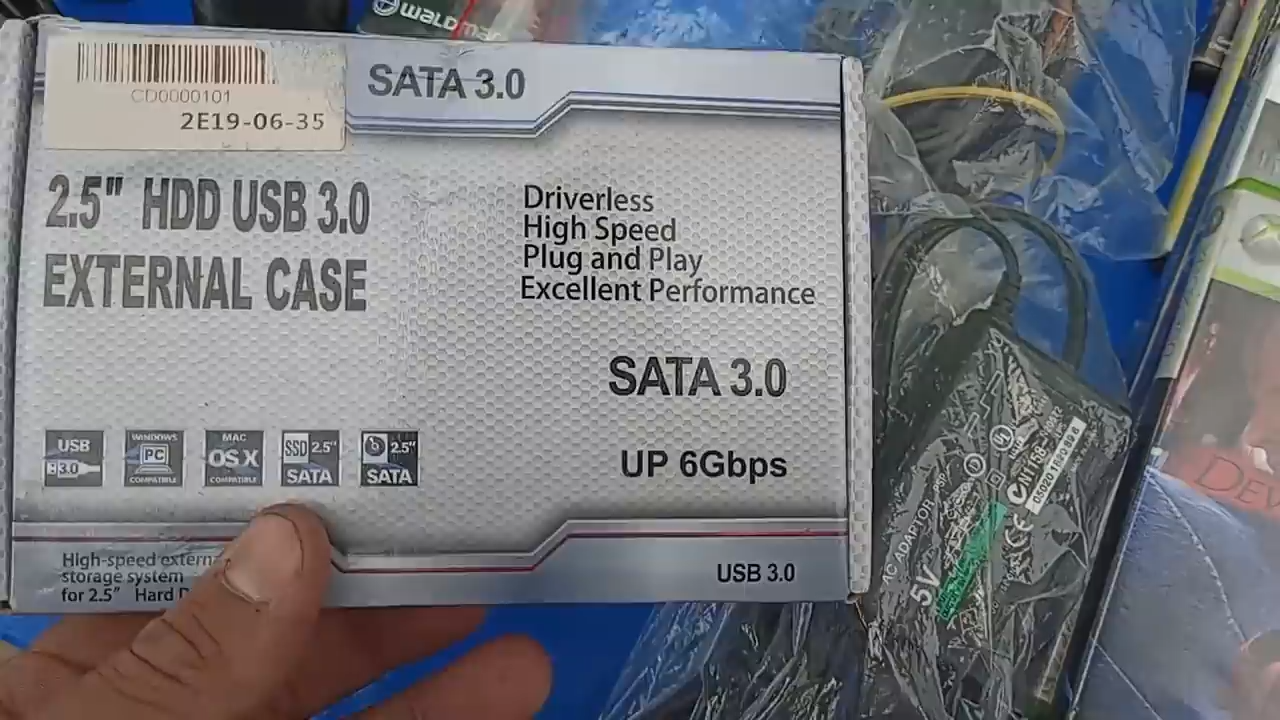 waldma
CD0000101
2E19-06-35
SATA 3.0
2.5" HDD USB 3.0
EXTERNAL CASE
Driverless
High Speed
Plug and Play
Excellent Performance
SATA 3.0
UP 6Gbps
USB
3.0
WINDOWS
PC
COMPATIBLE
MAC
OS X
COMPATIBLE
SSD 2.5"
SATA
2.5"
SATA
High-speed externa
storage system
for 2.5" Hard D
USB 3.0
AC ADAPTOR
5V
DEV